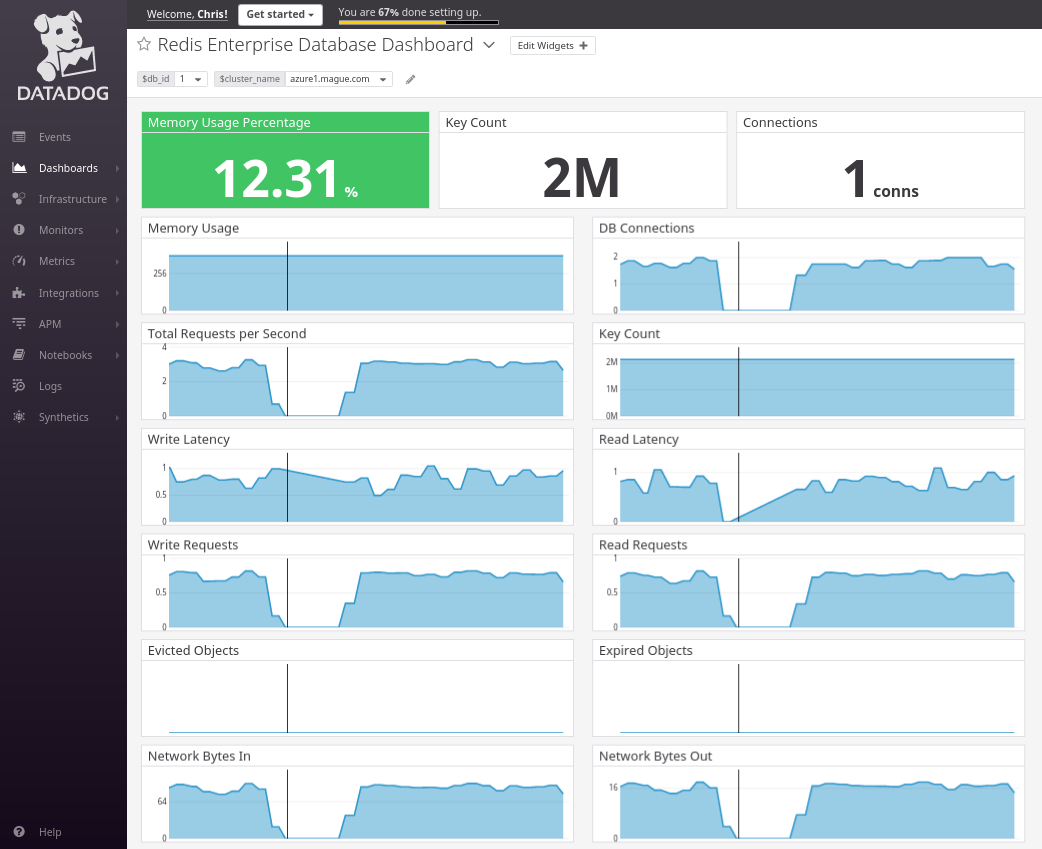 Welcome, Chris!
Get started
You are 67% done setting up.
DATADOG
Events
Dashboards
Infrastructure
Monitors
Metrics
Integrations
APM
Notebooks
Logs
Synthetics
Help
Redis Enterprise Database Dashboard
Edit Widgets +
$db_id 1
$cluster_name azure1.mague.com
Memory Usage Percentage
12.31 %
Key Count
2M
Connections
1 conns
Memory Usage
256
0
DB Connections
2
1
0
Total Requests per Second
4
2
0
Key Count
2M
1M
0M
Write Latency
1
0.5
0
Read Latency
1
0
Write Requests
1
0.5
0
Read Requests
1
0.5
0
Evicted Objects
Expired Objects
Network Bytes In
64
0
Network Bytes Out
16
0